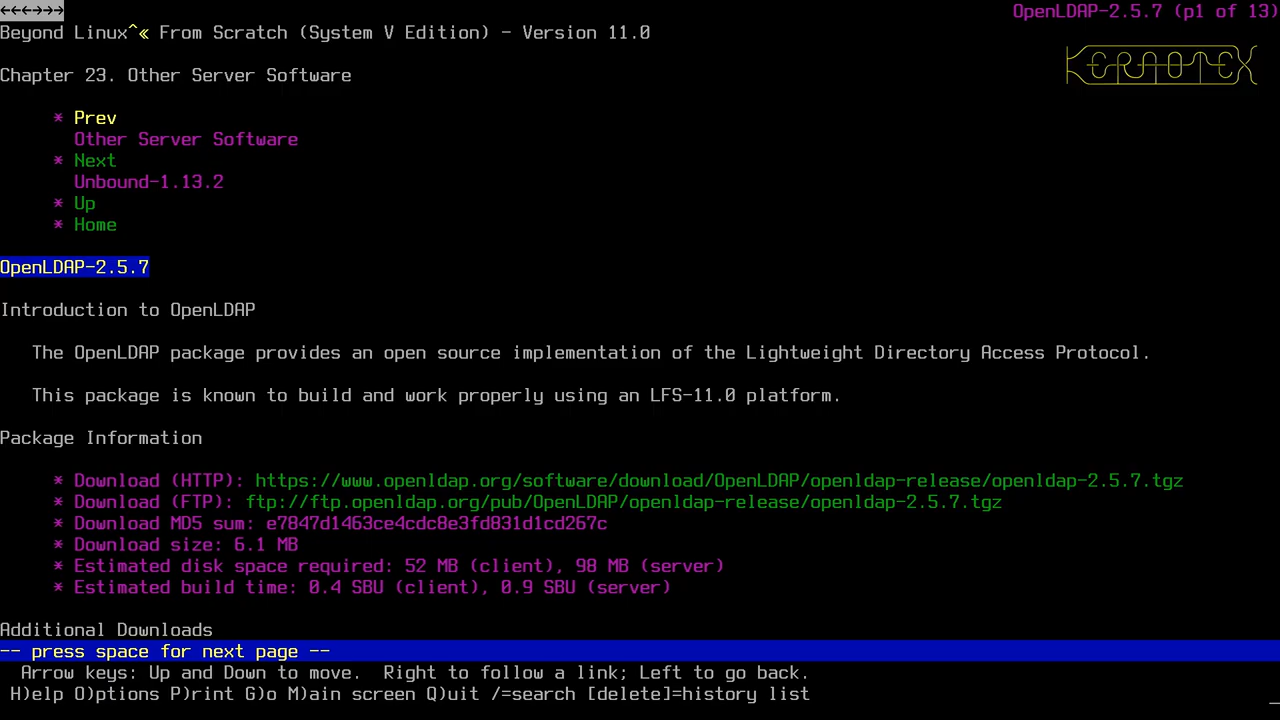 ←←←→→→ OpenLDAP-2.5.7 (p1 of 13)
Beyond Linux^« From Scratch (System V Edition) - Version 11.0
KERAOTEX
Chapter 23. Other Server Software
* Prev
Other Server Software
* Next
Unbound-1.13.2
* Up
* Home
OpenLDAP-2.5.7
Introduction to OpenLDAP
The OpenLDAP package provides an open source implementation of the Lightweight Directory Access Protocol.
This package is known to build and work properly using an LFS-11.0 platform.
Package Information
* Download (HTTP): https://www.openldap.org/software/download/OpenLDAP/openldap-release/openldap-2.5.7.tgz
* Download (FTP): ftp://ftp.openldap.org/pub/OpenLDAP/openldap-release/openldap-2.5.7.tgz
* Download MD5 sum: e7847d1463ce4cdc8e3fd831d1cd267c
* Download size: 6.1 MB
* Estimated disk space required: 52 MB (client), 98 MB (server)
* Estimated build time: 0.4 SBU (client), 0.9 SBU (server)
Additional Downloads
-- press space for next page --
Arrow keys: Up and Down to move.  Right to follow a link; Left to go back.
H)elp O)ptions P)rint G)o M)ain screen Q)uit /=search [delete]=history list